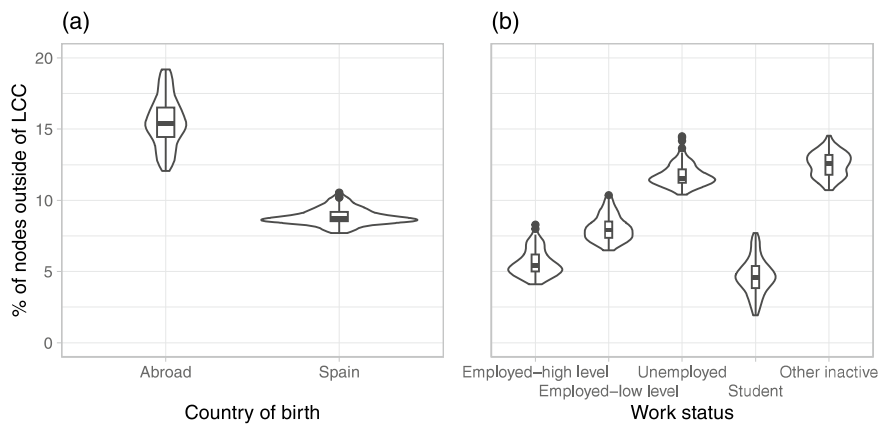 (a)
(b)
% of nodes outside of LCC
20
15
10
5
0
Abroad
Spain
Country of birth
Employed–high level
Employed–low level
Unemployed
Student
Other inactive
Work status